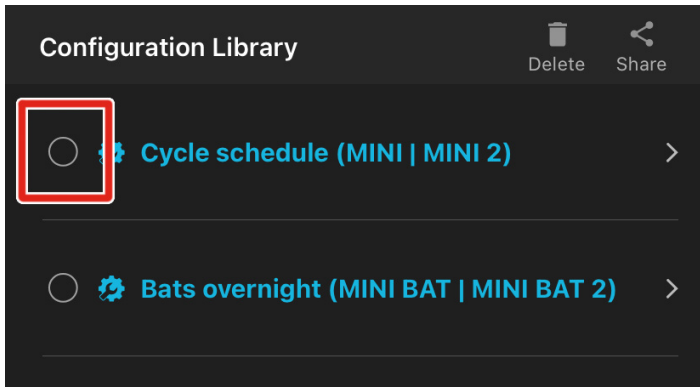 Configuration Library
Delete
Share
Cycle schedule (MINI | MINI 2)
Bats overnight (MINI BAT | MINI BAT 2)